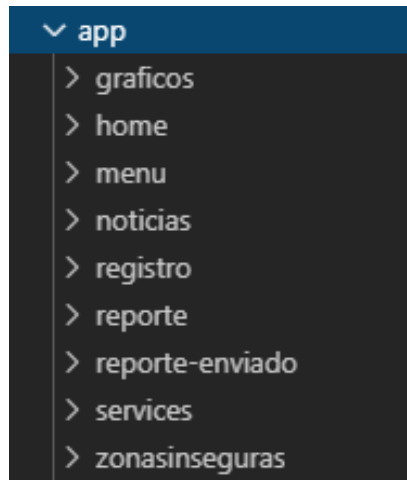 app
graficos
home
menu
noticias
registro
reporte
reporte-enviado
services
zonasinseguras